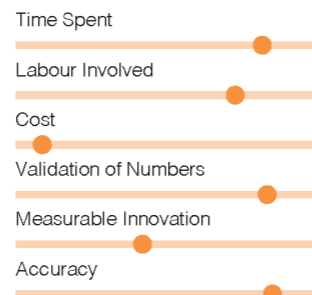 Time Spent
Labour Involved
Cost
Validation of Numbers
Measurable Innovation
Accuracy